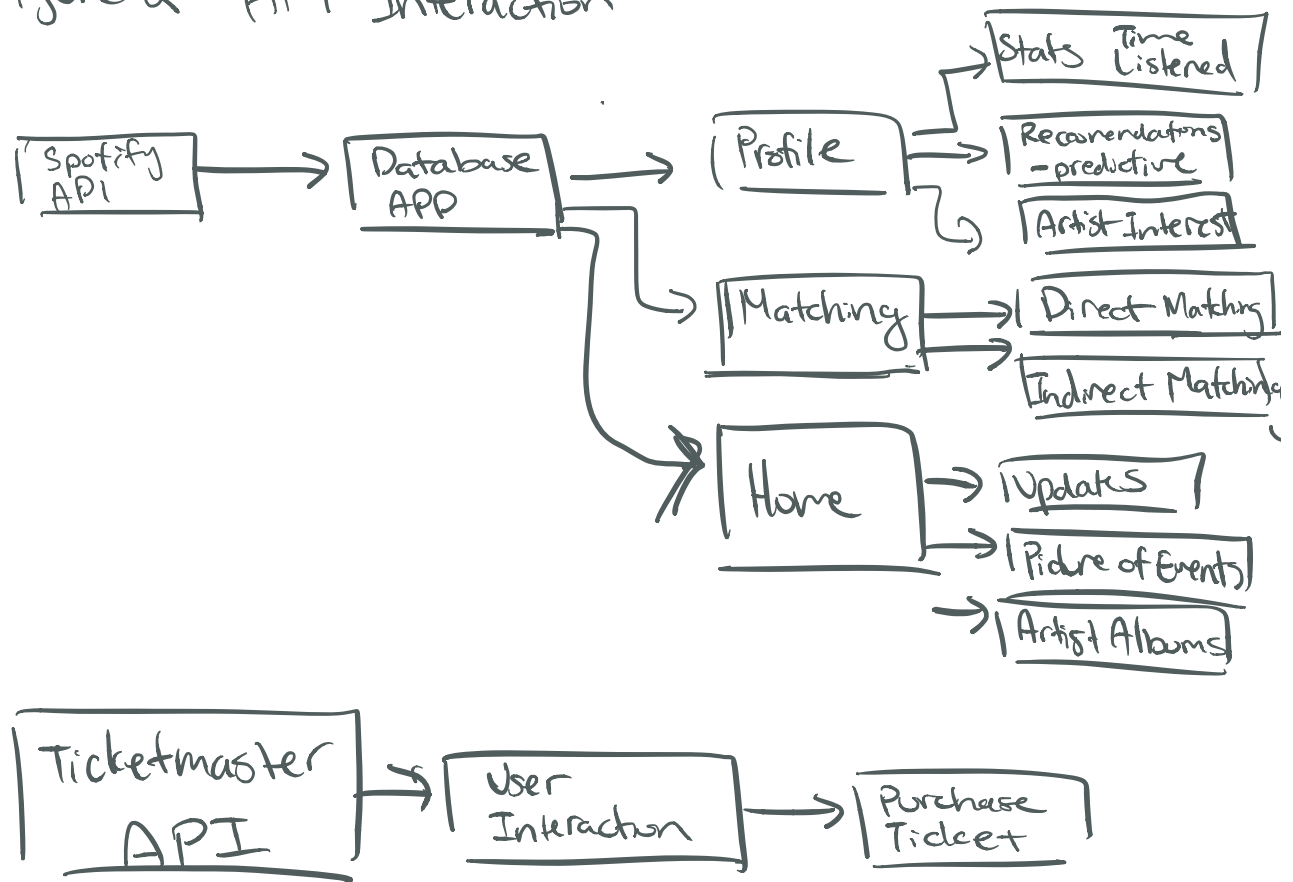 API Interaction
Stats Time
Listened
Spotify
API
Database
APP
Profile
Recomendations
-predictive
Artist Interest
Matching
Direct Matching
Indirect Matching
Home
Updates
Picture of Events
Artist Albums
Ticketmaster
API
User
Interaction
Purchase
Ticket